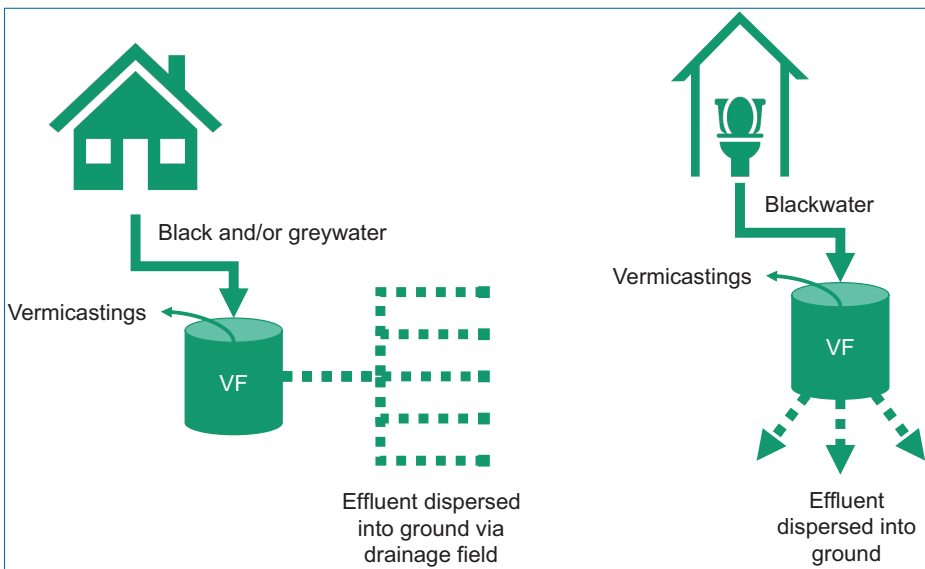 Black and/or greywater
Vermicastings
VF
Effluent dispersed
into ground via
drainage field
Blackwater
Vermicastings
VF
Effluent
dispersed into
ground